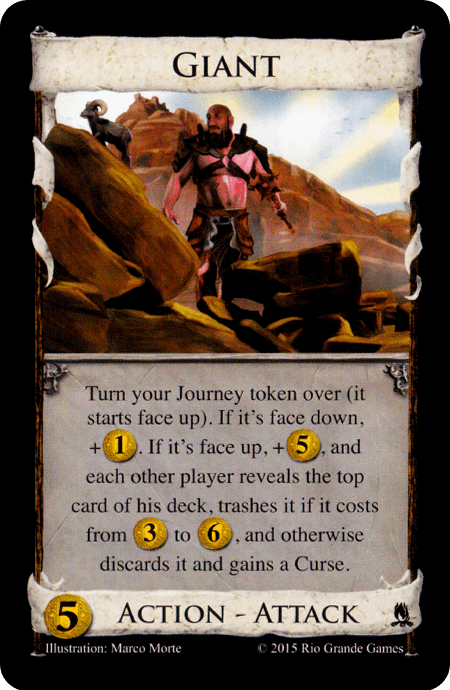 GIANT
Turn your Journey token over (it
starts face up). If it's face down,
+1. If it's face up, +5, and
each other player reveals the top
card of his deck, trashes it if it costs
from 3 to 6, and otherwise
discards it and gains a Curse.
5 ACTION - ATTACK
Illustration: Marco Morte © 2015 Rio Grande Games